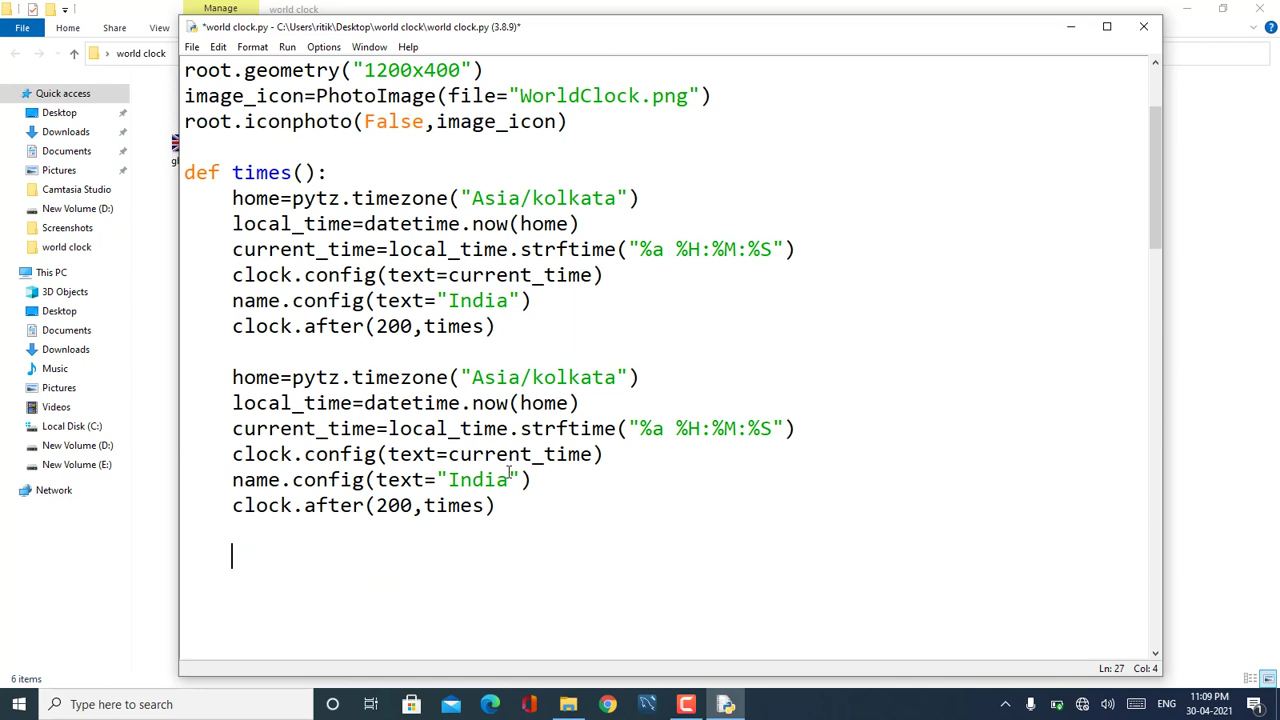 Manage
world clock
*world clock.py - C:\Users\ritik\Desktop\world clock\world clock.py (3.8.9)*
File
Home
Share
View
File Edit Format Run Options Window Help
world clock
Quick access
Desktop
Downloads
Documents
Pictures
Camtasia Studio
New Volume (D:)
Screenshots
world clock
This PC
3D Objects
Desktop
Documents
Downloads
Music
Pictures
Videos
Local Disk (C:)
New Volume (D:)
New Volume (E:)
Network
6 items
root.geometry("1200x400")
image_icon=PhotoImage(file="WorldClock.png")
root.iconphoto(False,image_icon)
def times():
home=pytz.timezone("Asia/kolkata")
local_time=datetime.now(home)
current_time=local_time.strftime("%a %H:%M:%S")
clock.config(text=current_time)
name.config(text="India")
clock.after(200,times)
home=pytz.timezone("Asia/kolkata")
local_time=datetime.now(home)
current_time=local_time.strftime("%a %H:%M:%S")
clock.config(text=current_time)
name.config(text="India")
clock.after(200,times)
Ln: 27 Col: 4
Type here to search
ENG
11:09 PM
30-04-2021